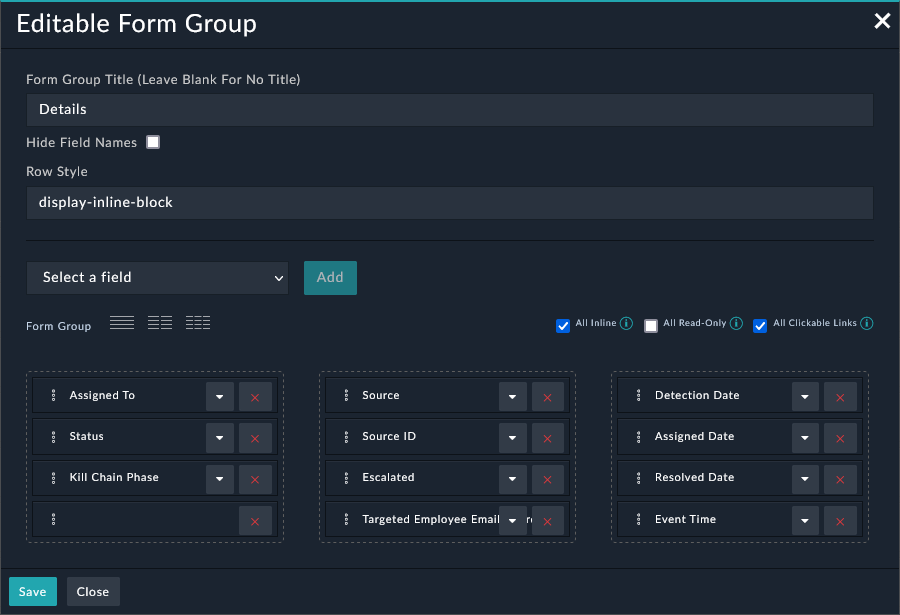 Editable Form Group
Form Group Title (Leave Blank For No Title)
Details
Hide Field Names
Row Style
display-inline-block
Select a field
Add
Form Group
All Inline
All Read-Only
All Clickable Links
Assigned To
Source
Detection Date
Status
Source ID
Assigned Date
Kill Chain Phase
Escalated
Resolved Date
Targeted Employee Email
Event Time
Save
Close